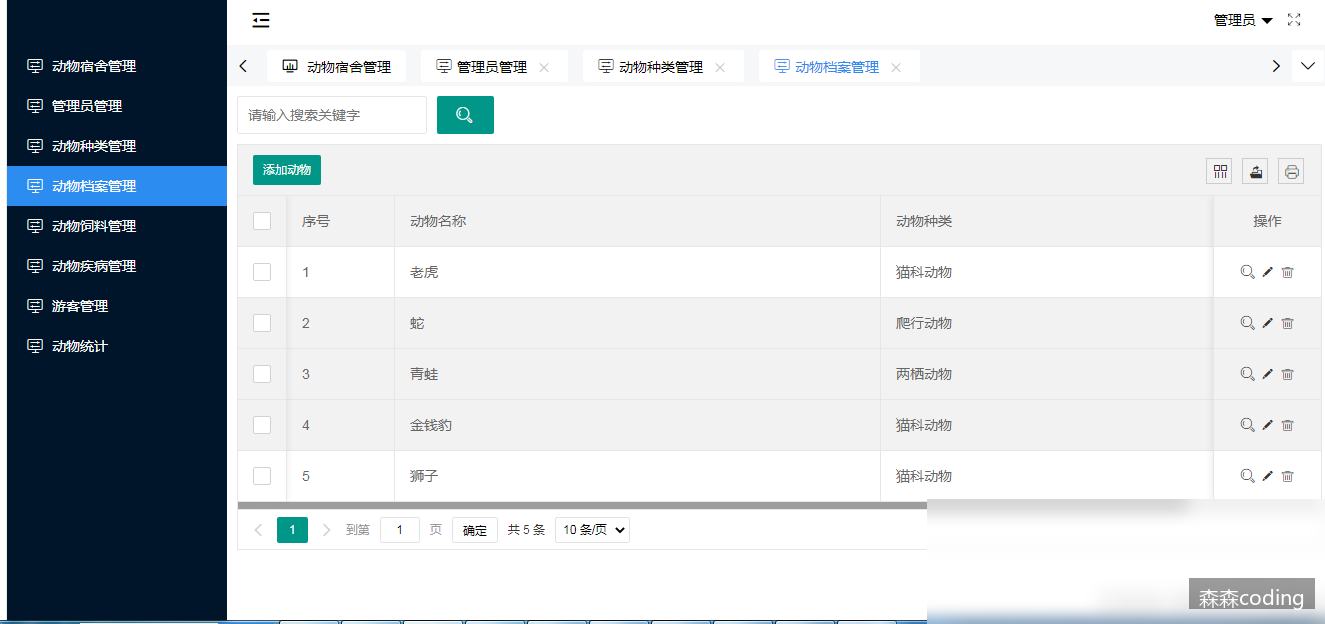 管理员
动物宿舍管理
管理员管理
动物种类管理
动物档案管理
动物饲料管理
动物疾病管理
游客管理
动物统计
动物宿舍管理 管理员管理 动物种类管理 动物档案管理
请输入搜索关键字
添加动物
序号 动物名称 动物种类 操作
1 老虎 猫科动物
2 蛇 爬行动物
3 青蛙 两栖动物
4 金钱豹 猫科动物
5 狮子 猫科动物
1 到第 1 页 确定 共 5 条 10 条/页
森森coding